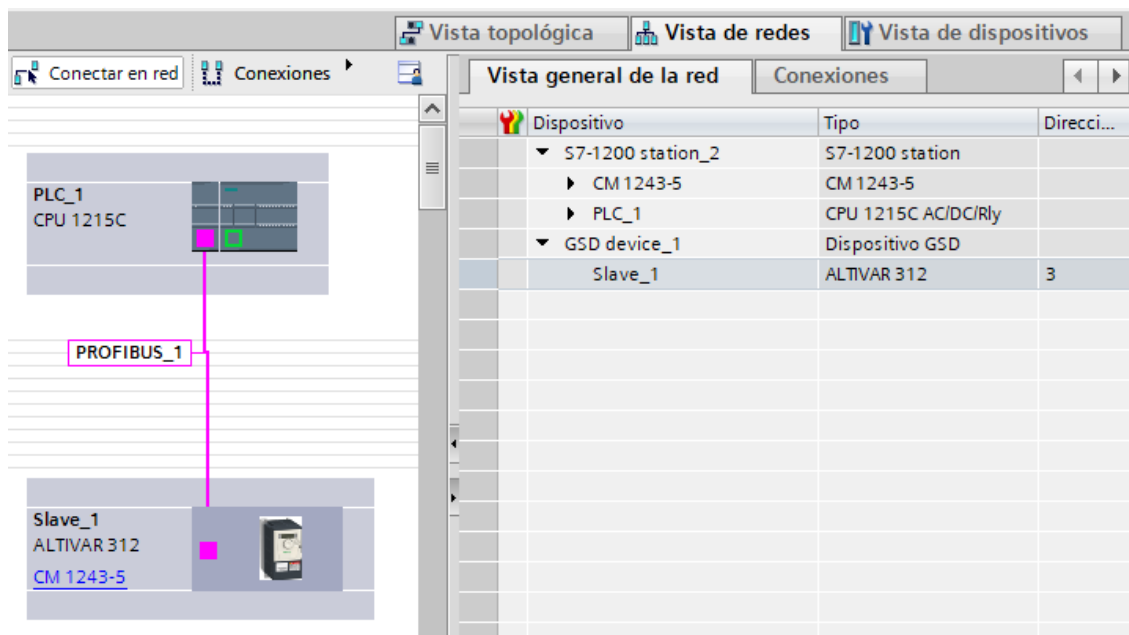 Vista topológica
Vista de redes
Vista de dispositivos
Conectar en red
Conexiones
Vista general de la red
Conexiones
Dispositivo Tipo Direcci...
S7-1200 station_2 S7-1200 station
CM 1243-5 CM 1243-5
PLC_1 CPU 1215C AC/DC/Rly
GSD device_1 Dispositivo GSD
Slave_1 ALTIVAR 312 3
PLC_1
CPU 1215C
PROFIBUS_1
Slave_1
ALTIVAR 312
CM 1243-5